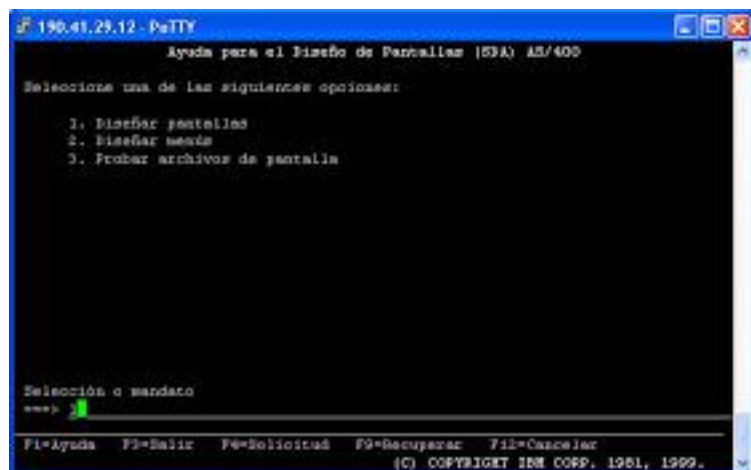 190.41.29.12 - PuTTY
Ayuda para el Diseño de Pantallas (SDA) AS/400
Seleccione una de las siguientes opciones:
1. Diseñar pantallas
2. Diseñar menús
3. Probar archivos de pantalla
Selección o mandato
===> 1
F1=Ayuda F3=Salir F4=Solicitud F9=Recuperar F12=Cancelar
(C) COPYRIGHT IBM CORP. 1981, 1999.